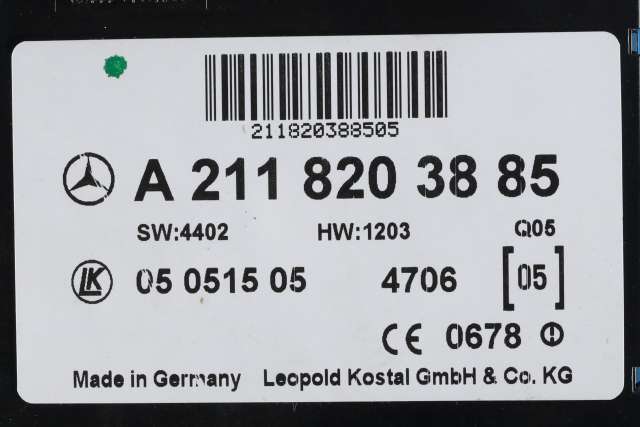 211820388505
A 211 820 38 85
SW:4402 HW:1203 Q05
LK 05 0515 05 4706 [05]
CE 0678
Made in Germany Leopold Kostal GmbH & Co. KG